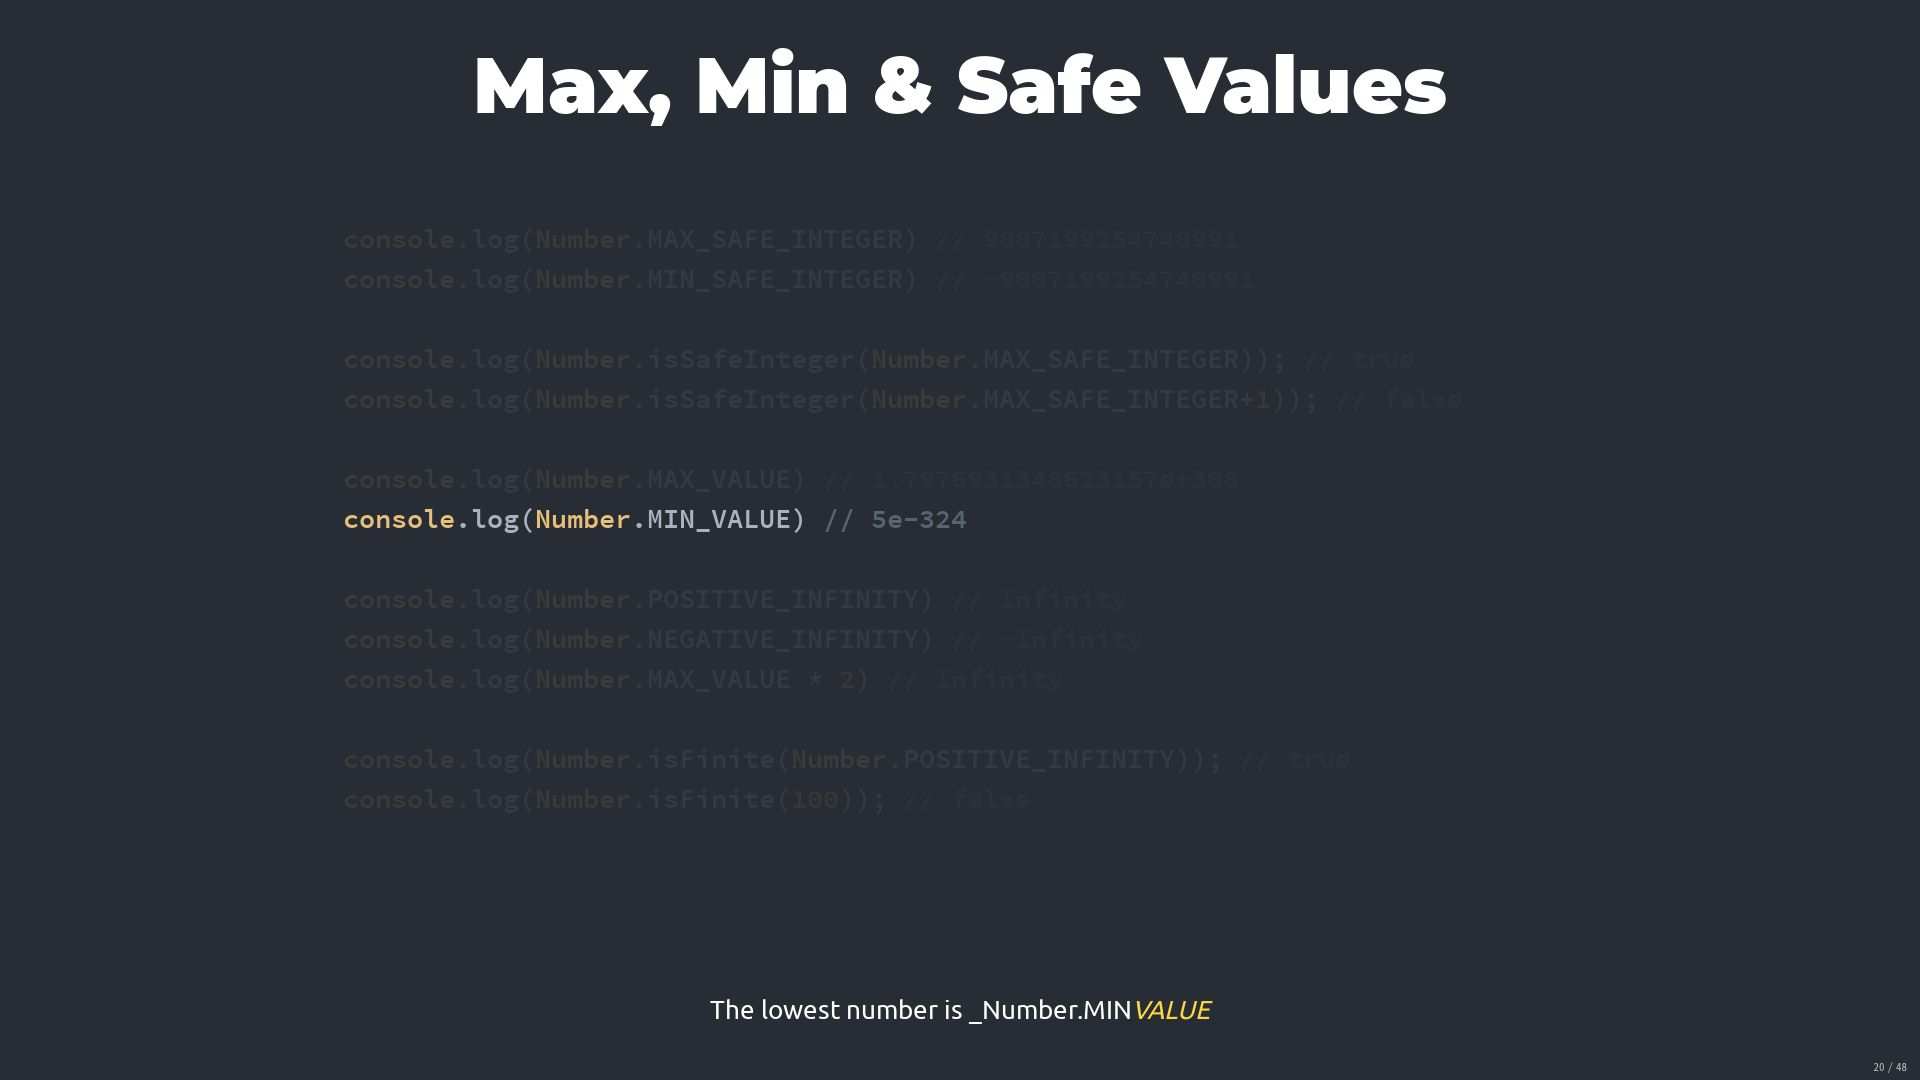 Max, Min & Safe Values
console.log(Number.MAX_SAFE_INTEGER) // 9007199254740991
console.log(Number.MIN_SAFE_INTEGER) // -9007199254740991
console.log(Number.isSafeInteger(Number.MAX_SAFE_INTEGER)); // true
console.log(Number.isSafeInteger(Number.MAX_SAFE_INTEGER+1)); // false
console.log(Number.MAX_VALUE) // 1.7976931348623157e+308
console.log(Number.MIN_VALUE) // 5e-324
console.log(Number.POSITIVE_INFINITY) // Infinity
console.log(Number.NEGATIVE_INFINITY) // -Infinity
console.log(Number.MAX_VALUE * 2) // Infinity
console.log(Number.isFinite(Number.POSITIVE_INFINITY)); // true
console.log(Number.isFinite(100)); // false
The lowest number is _Number.MINVALUE
20 / 48